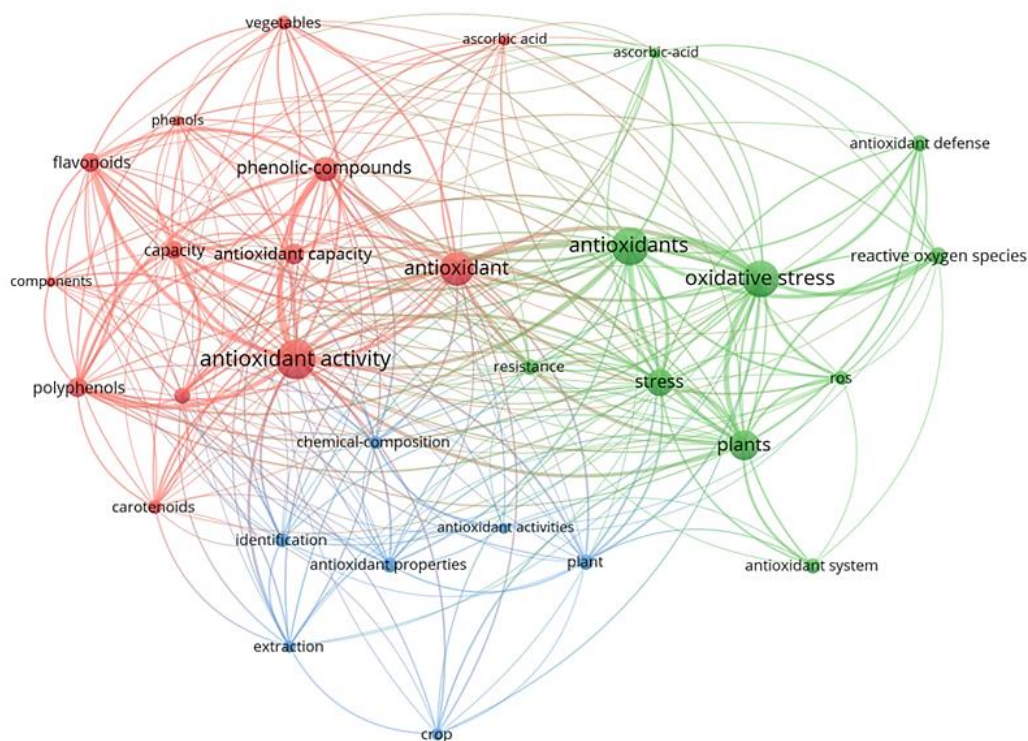 vegetables
ascorbic acid
ascorbic-acid
phenols
antioxidant defense
flavonoids
phenolic-compounds
capacity
antioxidant capacity
antioxidants
reactive oxygen species
antioxidant
oxidative stress
components
antioxidant activity
resistance
stress
ros
polyphenols
chemical-composition
plants
carotenoids
antioxidant activities
identification
antioxidant properties
plant
antioxidant system
extraction
crop